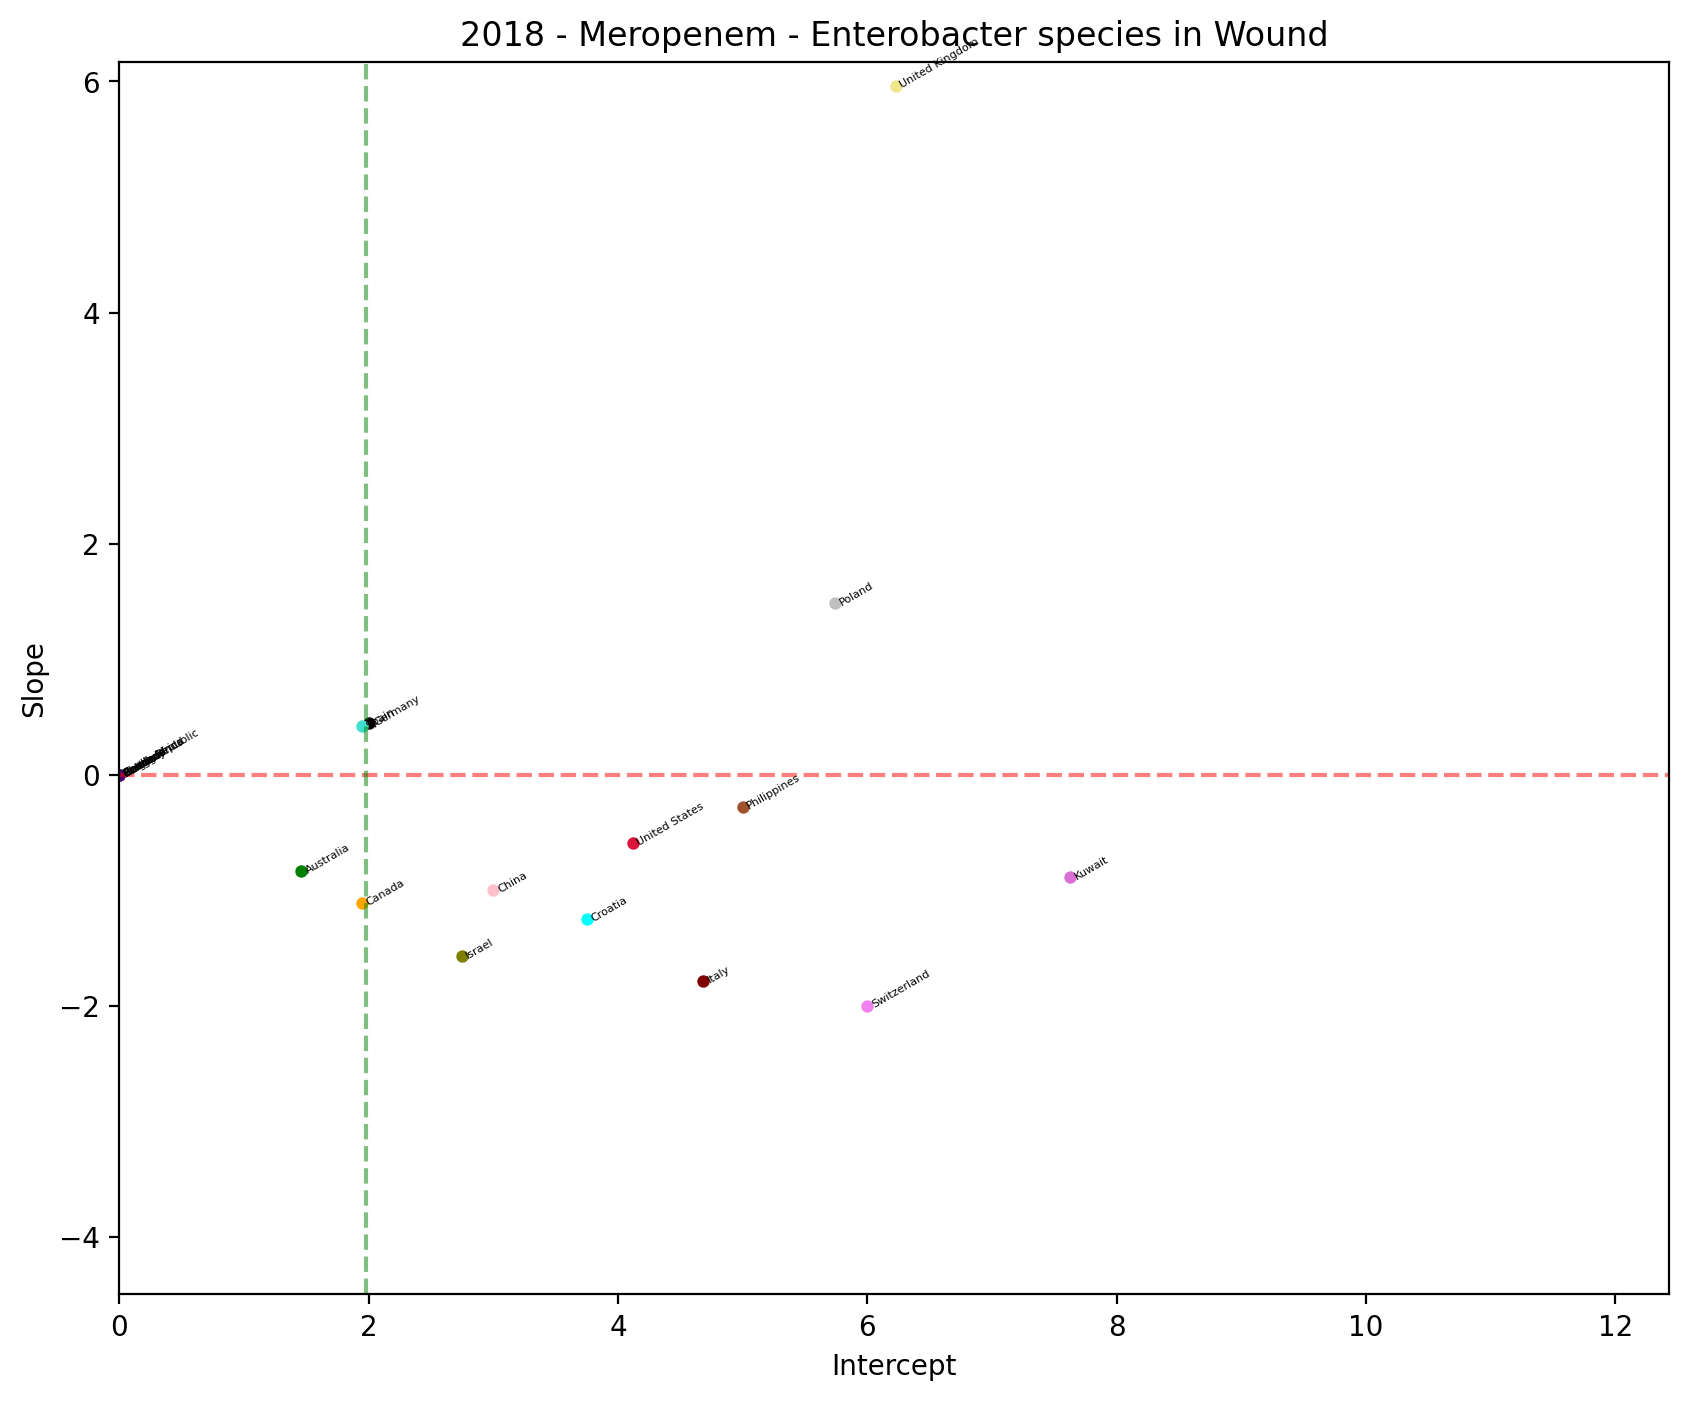 2018 - Meropenem - Enterobacter species in Wound
United Kingdom
6
4
2
0
−2
−4
Slope
Poland
Germany
Philippines
United States
Australia
Kuwait
China
Canada
Croatia
Israel
Italy
Switzerland
0
2
4
6
8
10
12
Intercept